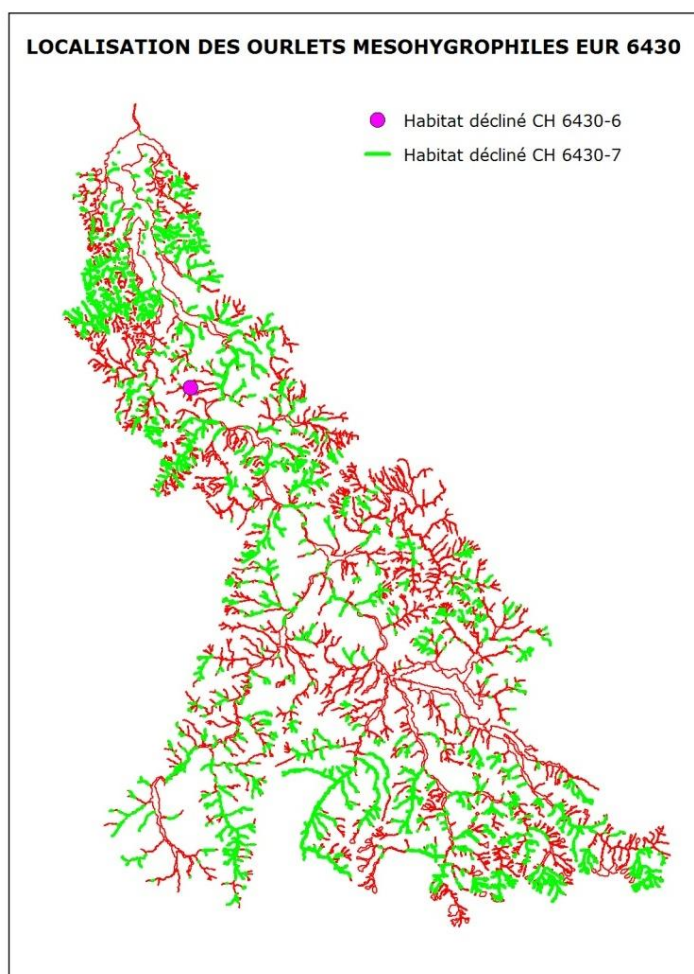 LOCALISATION DES OURLETS MESOHYGROPHILES EUR 6430
Habitat décliné CH 6430-6
Habitat décliné CH 6430-7